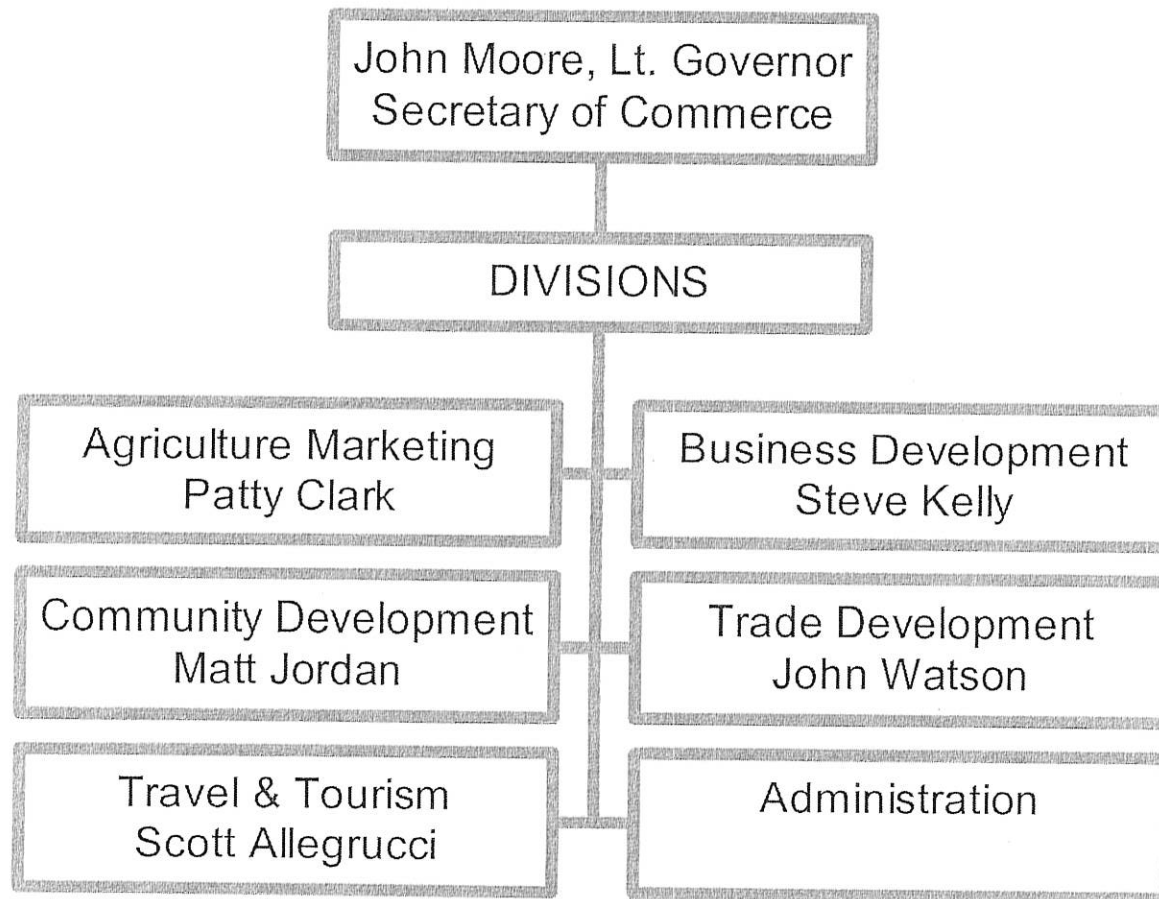 John Moore, Lt. Governor
Secretary of Commerce
DIVISIONS
Agriculture Marketing
Patty Clark
Business Development
Steve Kelly
Community Development
Matt Jordan
Trade Development
John Watson
Travel & Tourism
Scott Allegrucci
Administration